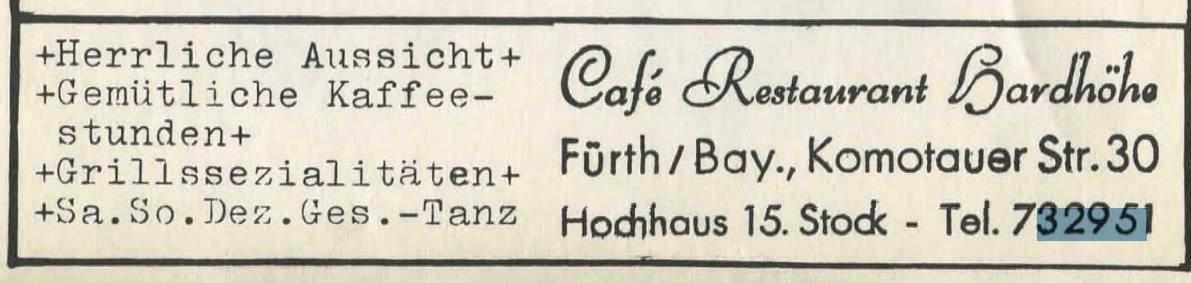 +Herrliche Aussicht+
+Gemütliche Kaffee-
stunden+
+Grillssezialitäten+
+Sa.So.Dez.Ges.-Tanz
Café Restaurant Hardhöhe
Fürth/Bay., Komotauer Str. 30
Hochhaus 15. Stock - Tel. 732951